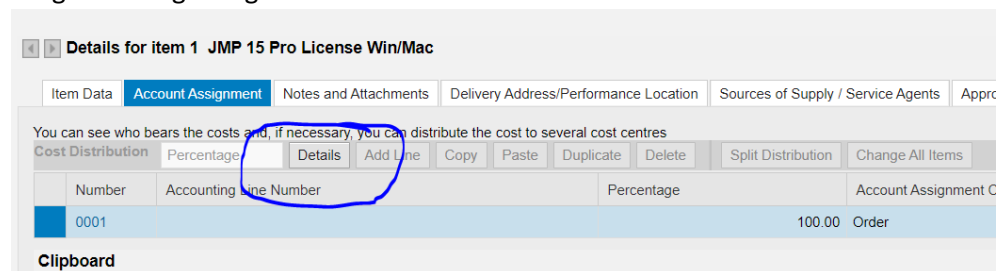 Details for item 1 JMP 15 Pro License Win/Mac
Item Data Account Assignment Notes and Attachments Delivery Address/Performance Location Sources of Supply / Service Agents
You can see who bears the costs and, if necessary, you can distribute the cost to several cost centres
Cost Distribution Percentage Details Add Line Copy Paste Duplicate Delete Split Distribution Change All Items
Number Accounting Line Number Percentage Account Assignment
0001 100.00 Order
Clipboard